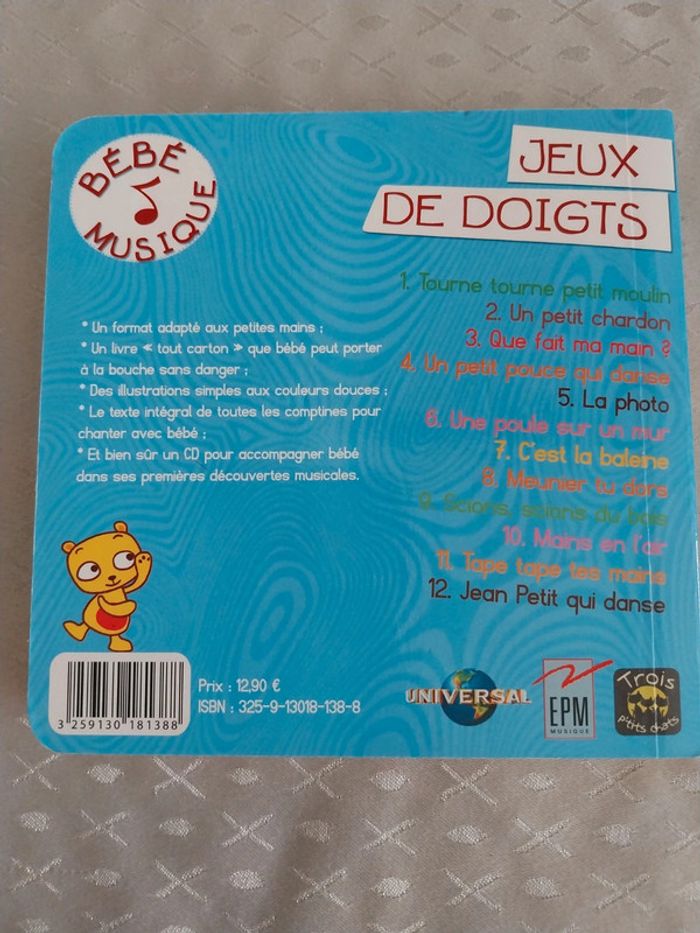 BÉBÉ
MUSIQUE
JEUX
DE DOIGTS
1. Tourne tourne petit moulin
2. Un petit chardon
3. Que fait ma main ?
4. Un petit pouce qui danse
5. La photo
6. Une poule sur un mur
7. C'est la baleine
8. Meunier tu dors
9. Scions, scions du bois
10. Mains en l'air
11. Tape tape tes mains
12. Jean Petit qui danse
* Un format adapté aux petites mains ;
* Un livre « tout carton » que bébé peut porter
à la bouche sans danger ;
* Des illustrations simples aux couleurs douces ;
* Le texte intégral de toutes les comptines pour
chanter avec bébé ;
* Et bien sûr un CD pour accompagner bébé
dans ses premières découvertes musicales.
3 259130 181388
Prix : 12,90 €
ISBN : 325-9-13018-138-8
UNIVERSAL
EPM
MUSIQUE
Trois
p'tits chats